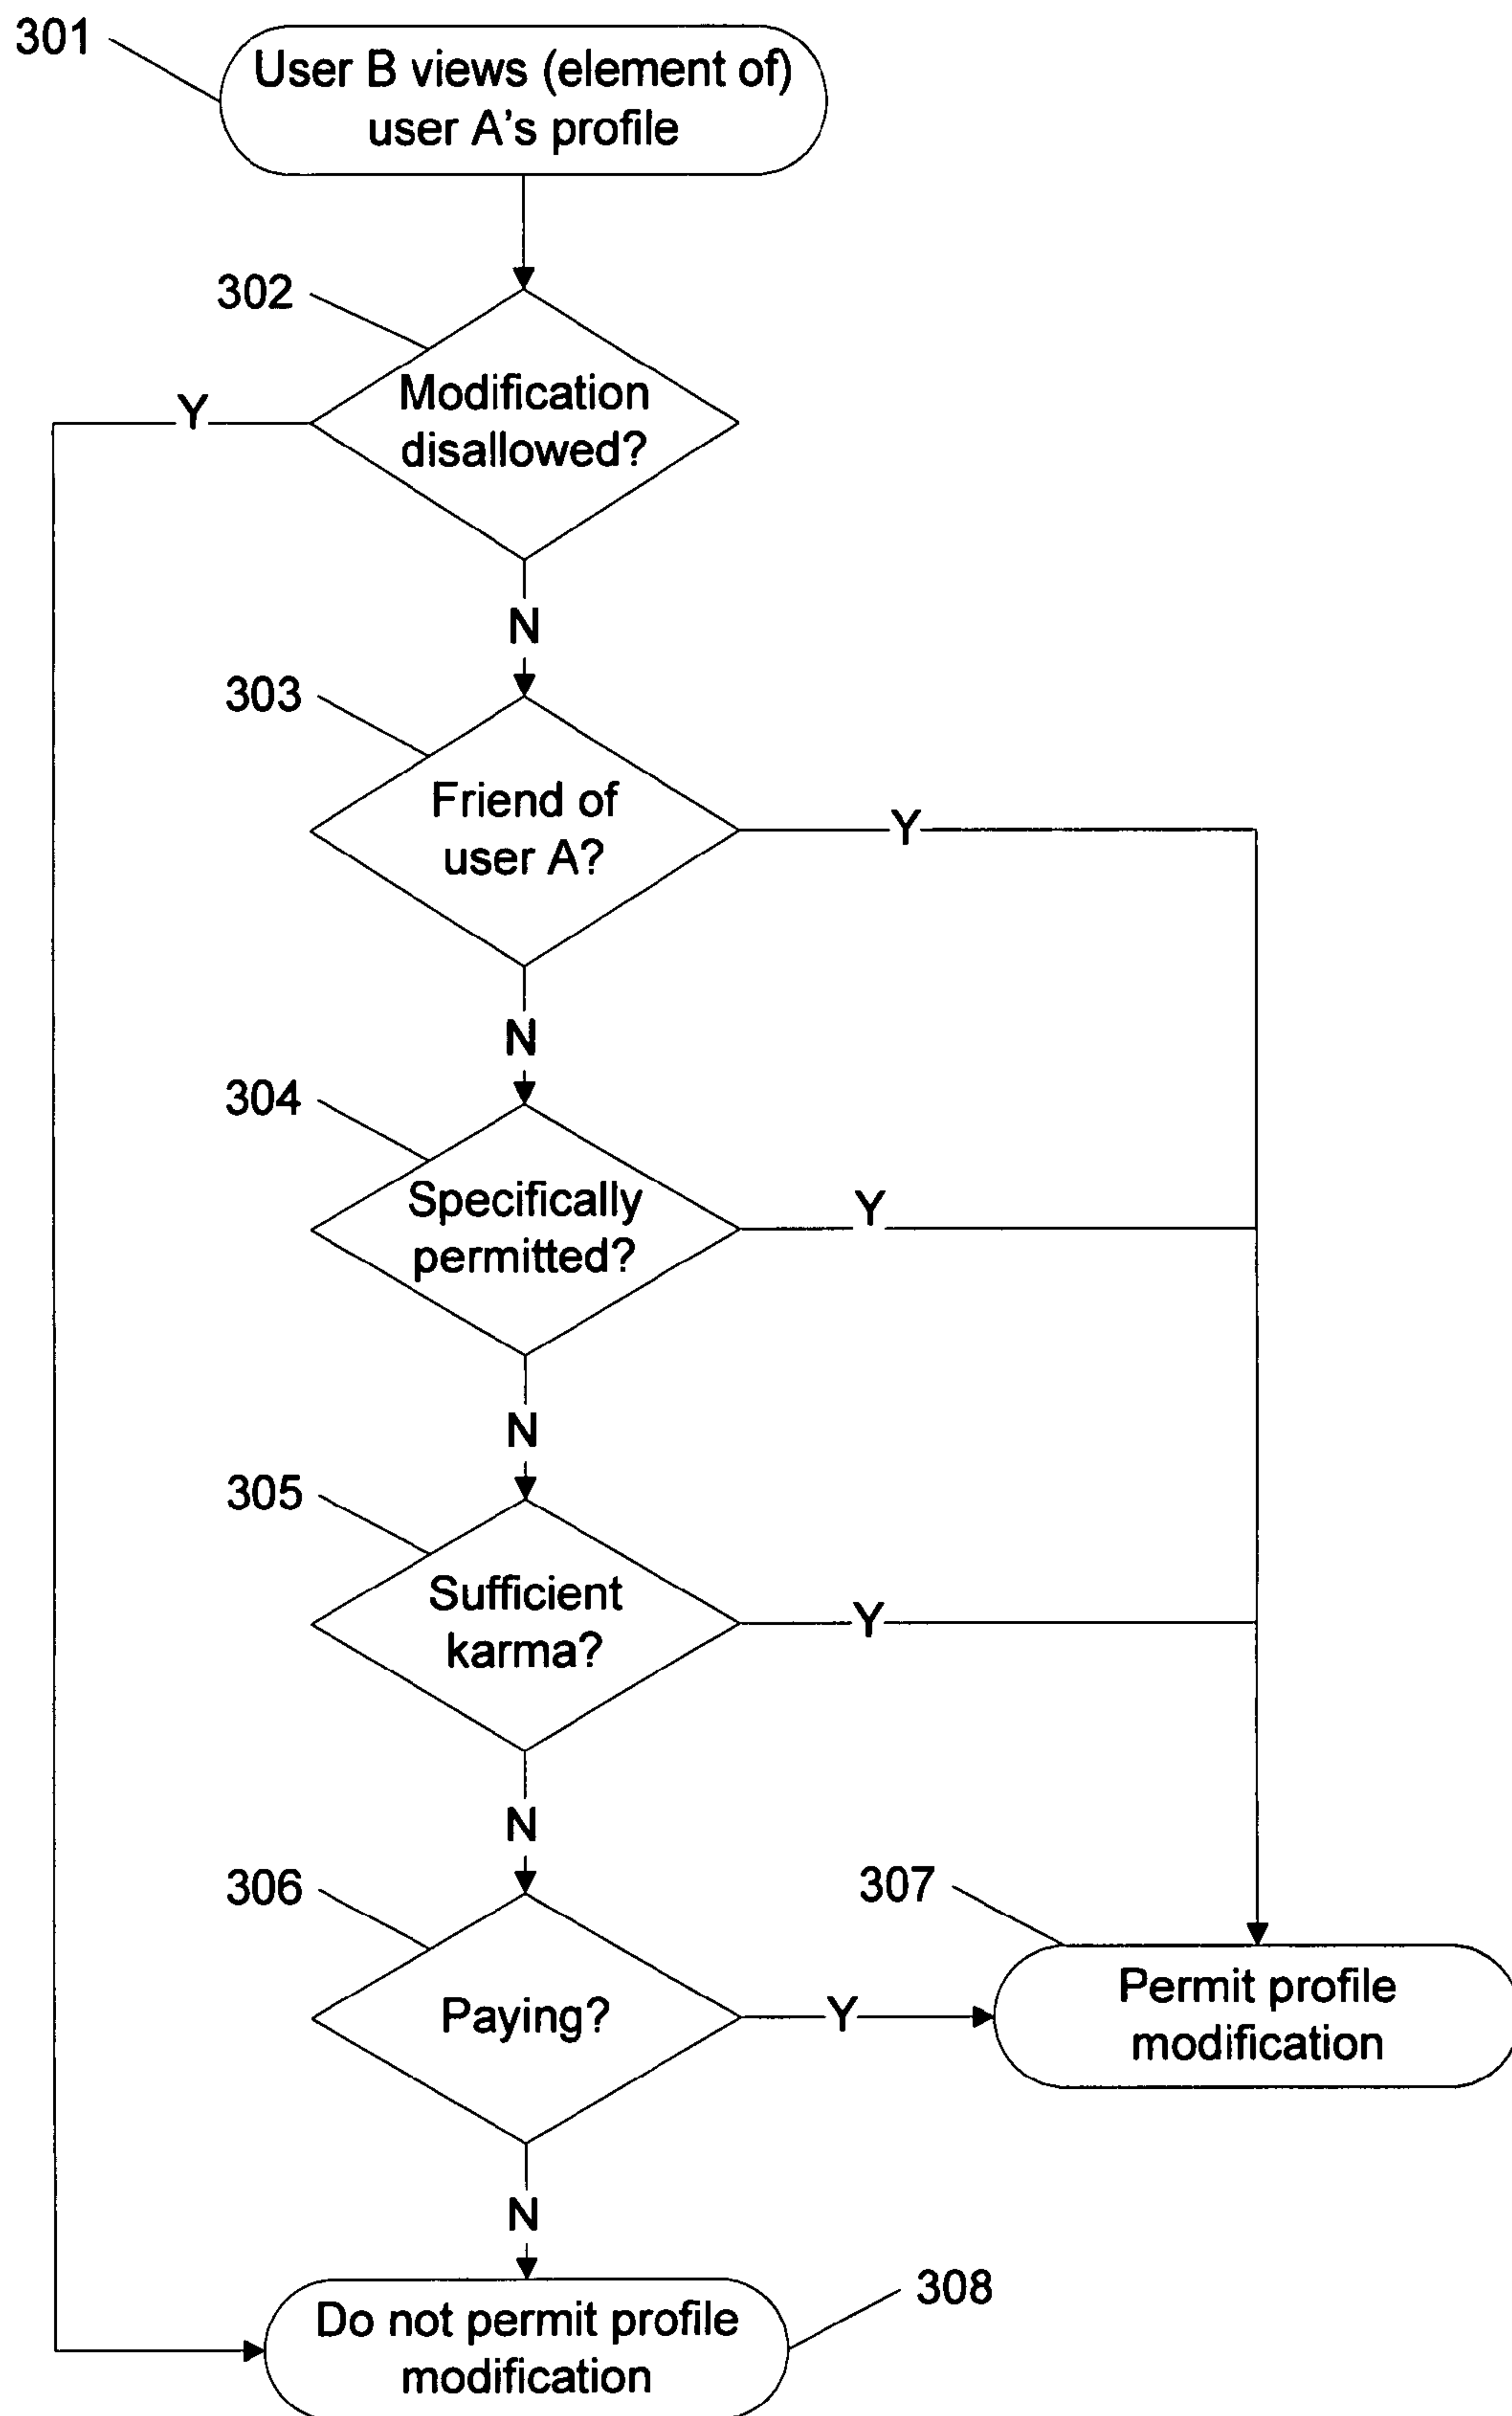 301
User B views (element of)
user A's profile
302
Modification
disallowed?
Y
N
303
Friend of
user A?
Y
N
304
Specifically
permitted?
Y
N
305
Sufficient
karma?
Y
N
306
Paying?
Y
307
Permit profile
modification
N
308
Do not permit profile
modification